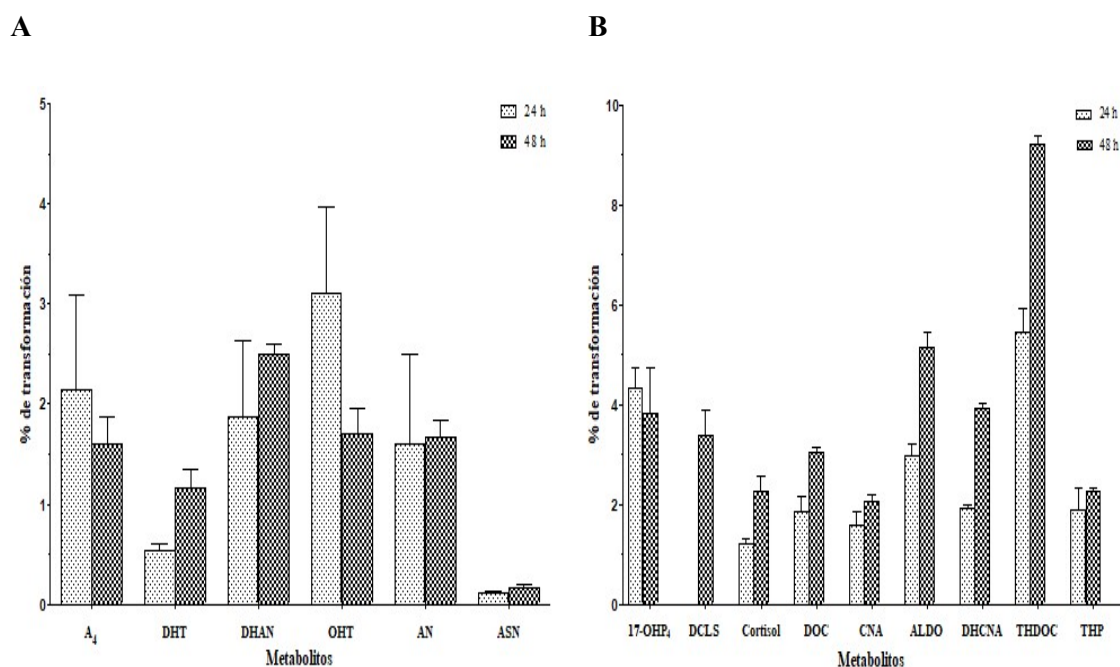 A
B
24 h
48 h
5
4
3
2
1
0
% de transformación
A4
DHT
DHAN
OHT
AN
ASN
Metabolitos
24 h
48 h
10
8
6
4
2
0
% de transformación
17-OHP4
DCLS
Cortisol
DOC
CNA
ALDO
DHCNA
THDOC
THP
Metabolitos